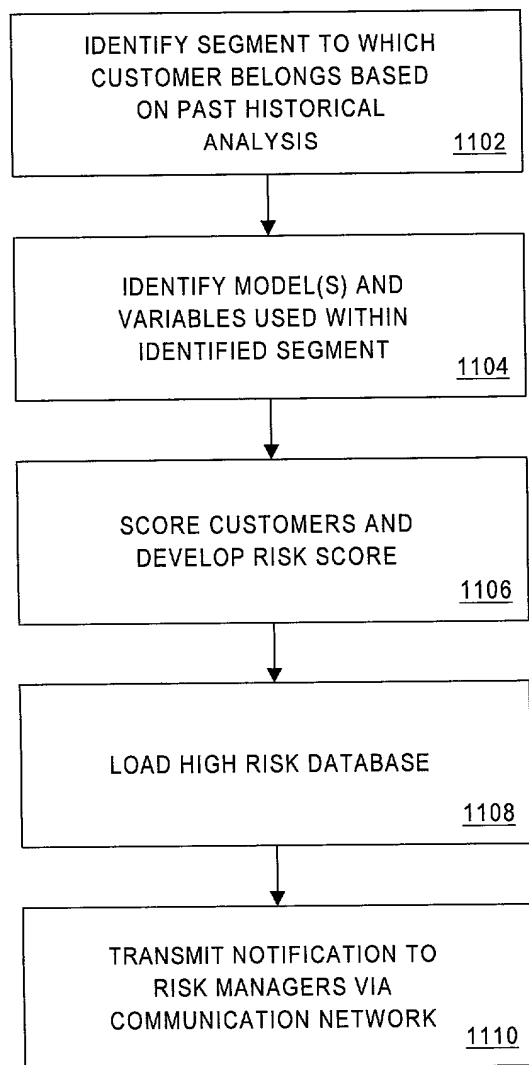 IDENTIFY SEGMENT TO WHICH
CUSTOMER BELONGS BASED
ON PAST HISTORICAL
ANALYSIS
1102
IDENTIFY MODEL(S) AND
VARIABLES USED WITHIN
IDENTIFIED SEGMENT
1104
SCORE CUSTOMERS AND
DEVELOP RISK SCORE
1106
LOAD HIGH RISK DATABASE
1108
TRANSMIT NOTIFICATION TO
RISK MANAGERS VIA
COMMUNICATION NETWORK
1110